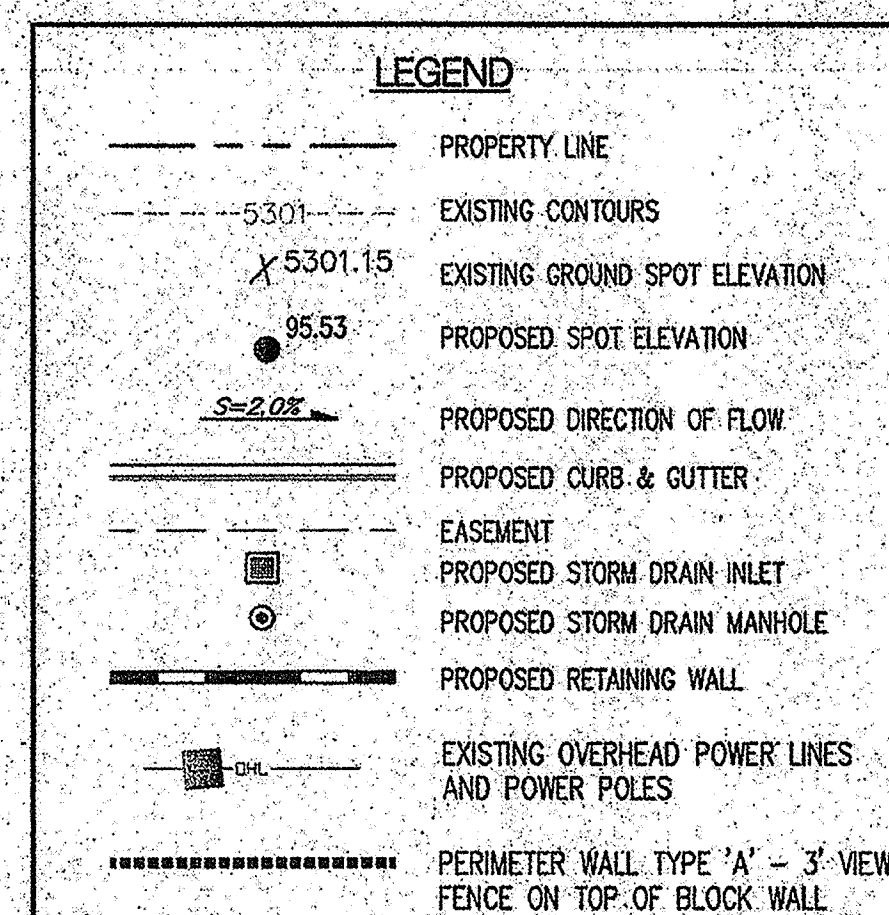 LEGEND
PROPERTY LINE
5301 EXISTING CONTOURS
X 5301.15 EXISTING GROUND SPOT ELEVATION
95.53 PROPOSED SPOT ELEVATION
S=2.0% PROPOSED DIRECTION OF FLOW
PROPOSED CURB & GUTTER
EASEMENT
PROPOSED STORM DRAIN INLET
PROPOSED STORM DRAIN MANHOLE
PROPOSED RETAINING WALL
OHL EXISTING OVERHEAD POWER LINES
AND POWER POLES
PERIMETER WALL TYPE 'A' – 3' VIEW
FENCE ON TOP OF BLOCK WALL